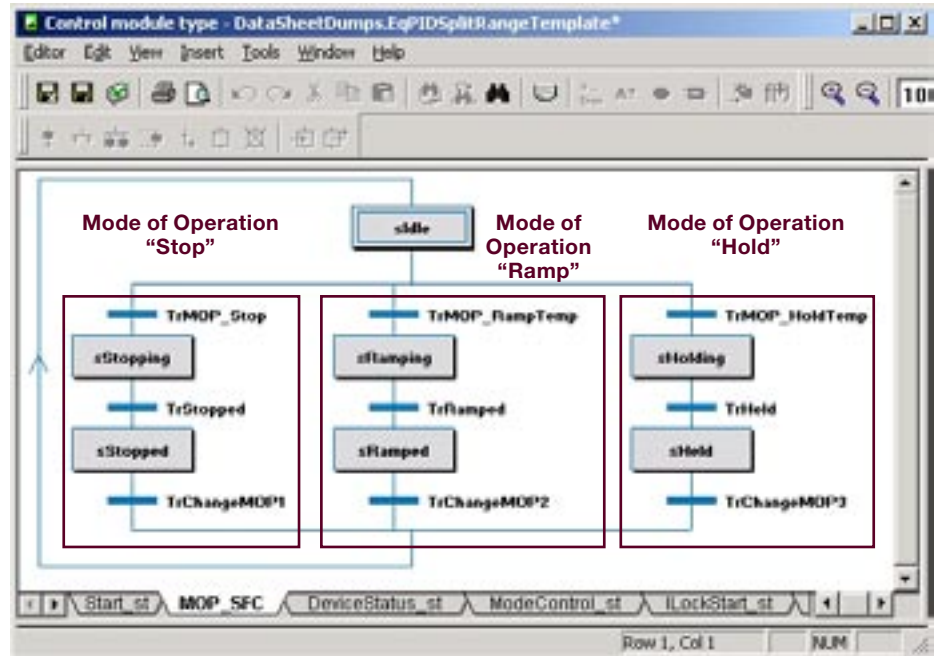 Control module type - DataSheetDumps.EqPIDSplitRangeTemplate*
Editor Edit View Insert Tools Window Help
Mode of Operation
“Stop”
sIdle
Mode of
Operation
“Ramp”
Mode of Operation
“Hold”
TrMOP_Stop
TrMOP_RampTemp
TrMOP_HoldTemp
sStopping
sRamping
sHolding
TrStopped
TrRamped
TrHeld
sStopped
sRamped
sHeld
TrChangeMOP1
TrChangeMOP2
TrChangeMOP3
Start_st MOP_SFC DeviceStatus_st ModeControl_st ILockStart_st
Row 1, Col 1 NUM